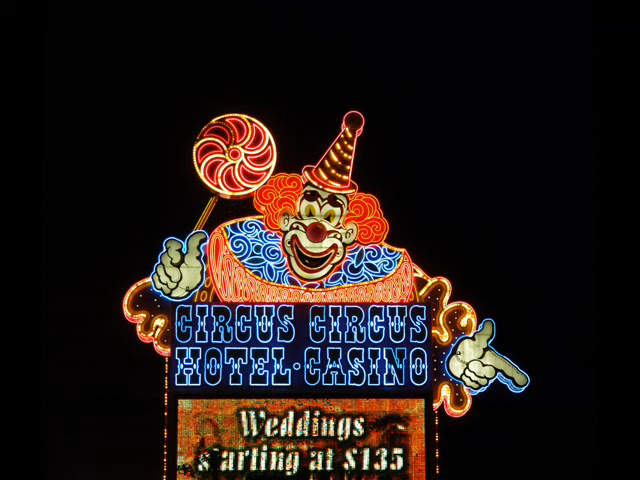 CIRCUS CIRCUS
HOTEL·CASINO
Weddings
starting at $135